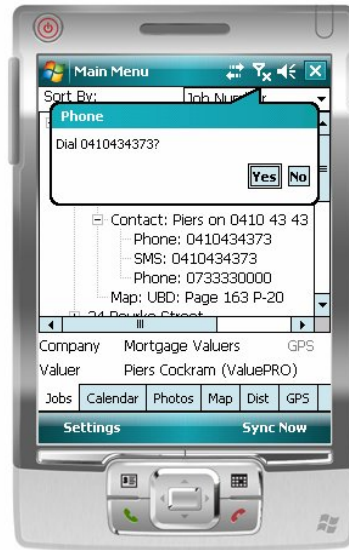 Main Menu
Sort By: Job Number
Phone
Dial 0410434373?
Yes No
Contact: Piers on 0410 43 43
Phone: 0410434373
SMS: 0410434373
Phone: 0733330000
Map: UBD: Page 163 P-20
24 Bourke Street
Company Mortgage Valuers GPS
Valuer Piers Cockram (ValuePRO)
Jobs Calendar Photos Map Dist GPS
Settings Sync Now